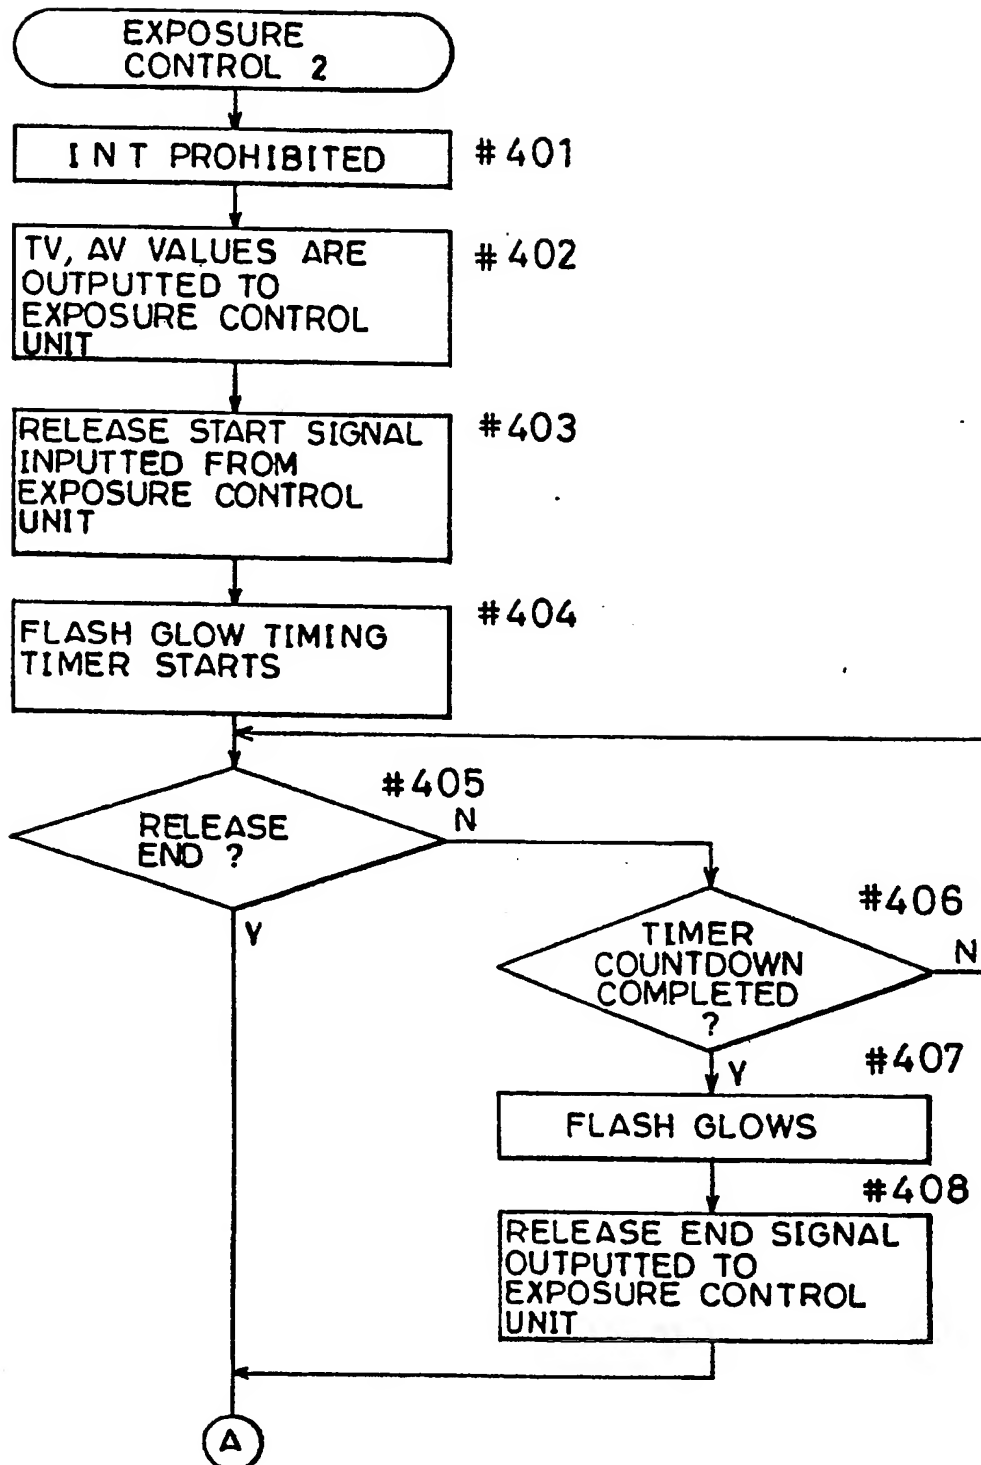 EXPOSURE
CONTROL 2
INT PROHIBITED
#401
TV, AV VALUES ARE
OUTPUTTED TO
EXPOSURE CONTROL
UNIT
#402
RELEASE START SIGNAL
INPUTTED FROM
EXPOSURE CONTROL
UNIT
#403
FLASH GLOW TIMING
TIMER STARTS
#404
#405
RELEASE
END ?
N
Y
#406
TIMER
COUNTDOWN
COMPLETED
?
N
Y
#407
FLASH GLOWS
#408
RELEASE END SIGNAL
OUTPUTTED TO
EXPOSURE CONTROL
UNIT
A